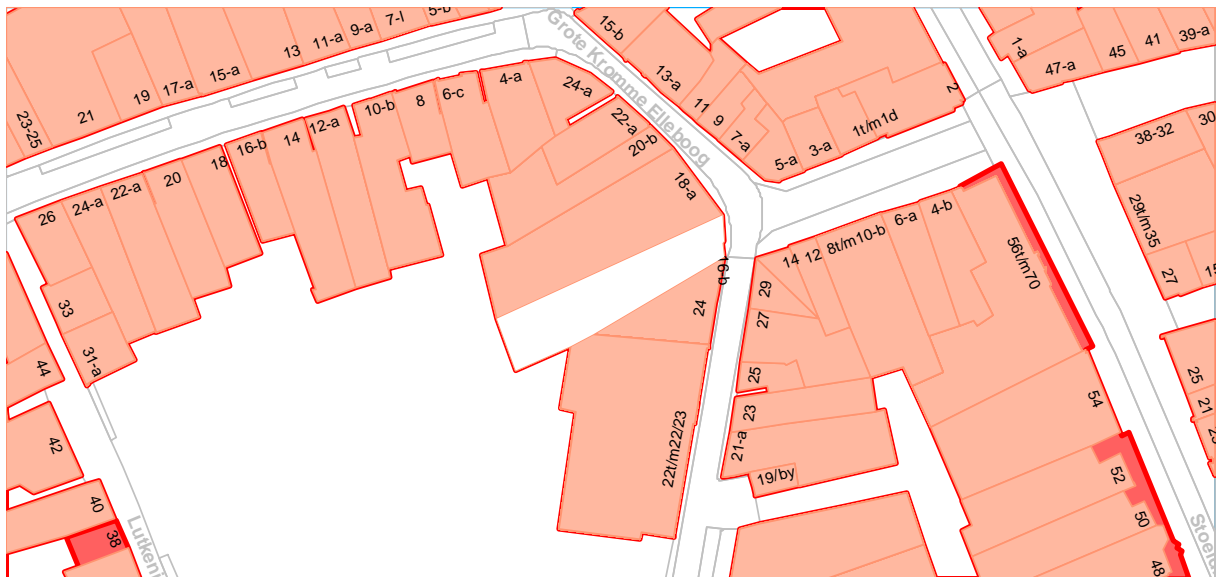 23-25
21
19
17-a
15-a
13
11-a
9-a
7-l
5-b
Grote Kromme Elleboog
15-b
13-a
11
9
7-a
5-a
3-a
1t/m1d
2
1-a
47-a
45
41
39-a
38-32
30
29t/m35
27
15
26
24-a
22-a
20
18
16-b
14
12-a
10-b
8
6-c
4-a
24-a
22-a
20-b
18-a
16-b
24
22t/m22/23
33
31-a
44
42
40
38
14
12
8t/m10-b
6-a
4-b
56t/m70
29
27
25
23
21-a
19/by
54
52
50
48
25
21